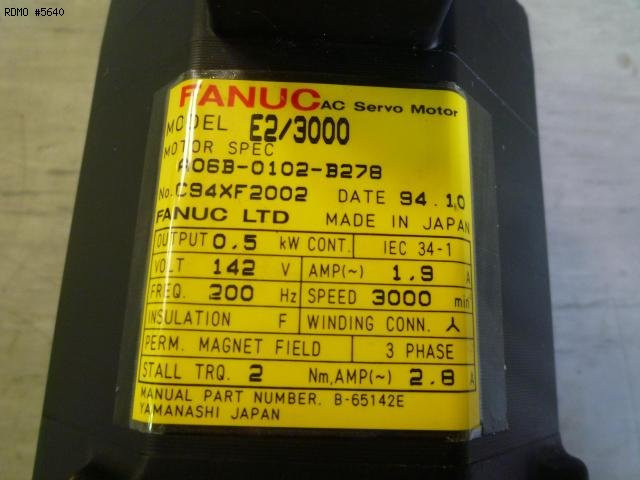 RDMO #5640
FANUC AC Servo Motor
MODEL E2/3000
MOTOR SPEC
A06B-0102-B278
No. C94XF2002 DATE 94.10
FANUC LTD MADE IN JAPAN
OUTPUT 0.5 kW CONT. IEC 34-1
VOLT 142 V AMP(~) 1.9 A
FREQ. 200 Hz SPEED 3000 min⁻¹
INSULATION F WINDING CONN. ⅄
PERM. MAGNET FIELD 3 PHASE
STALL TRQ. 2 Nm, AMP(~) 2.8 A
MANUAL PART NUMBER. B-65142E
YAMANASHI JAPAN